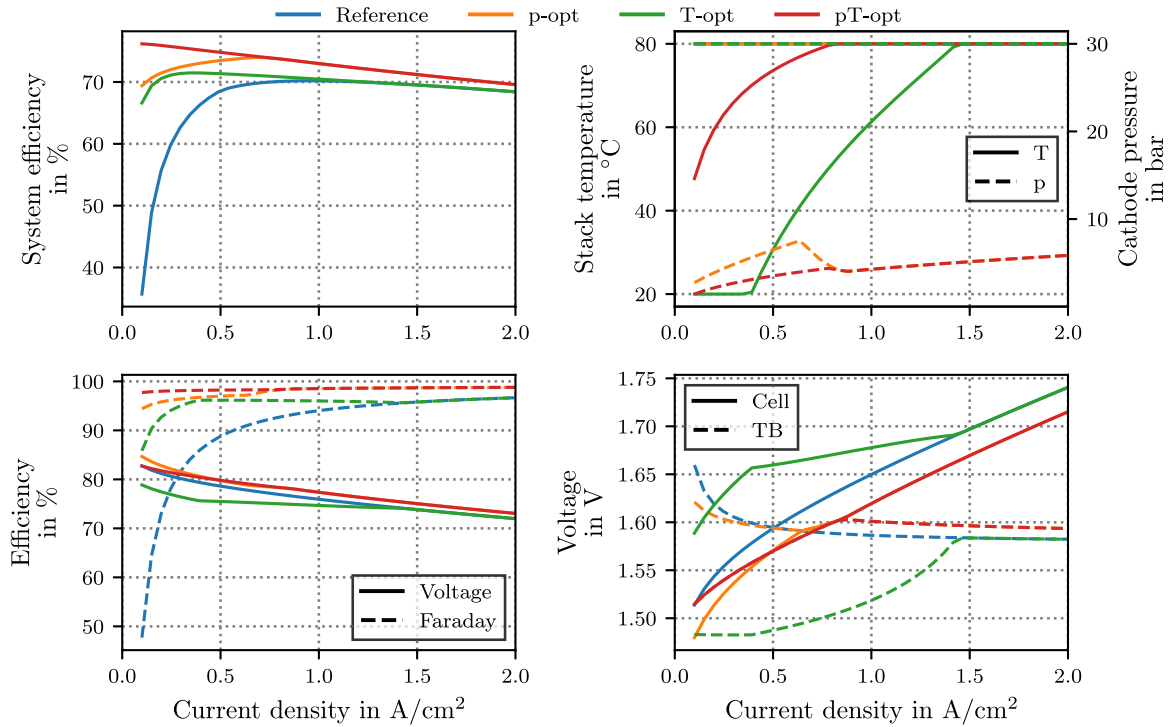 Reference p-opt T-opt pT-opt
System efficiency
in %
80
70
60
50
40
0.0 0.5 1.0 1.5 2.0
Stack temperature
in °C
80
60
40
20
0.0 0.5 1.0 1.5 2.0
T
p
30
20
10
Cathode pressure
in bar
Efficiency
in %
100
90
80
70
60
50
Voltage
Faraday
0.0 0.5 1.0 1.5 2.0
Current density in A/cm²
Voltage
in V
1.75
1.70
1.65
1.60
1.55
1.50
Cell
TB
0.0 0.5 1.0 1.5 2.0
Current density in A/cm²